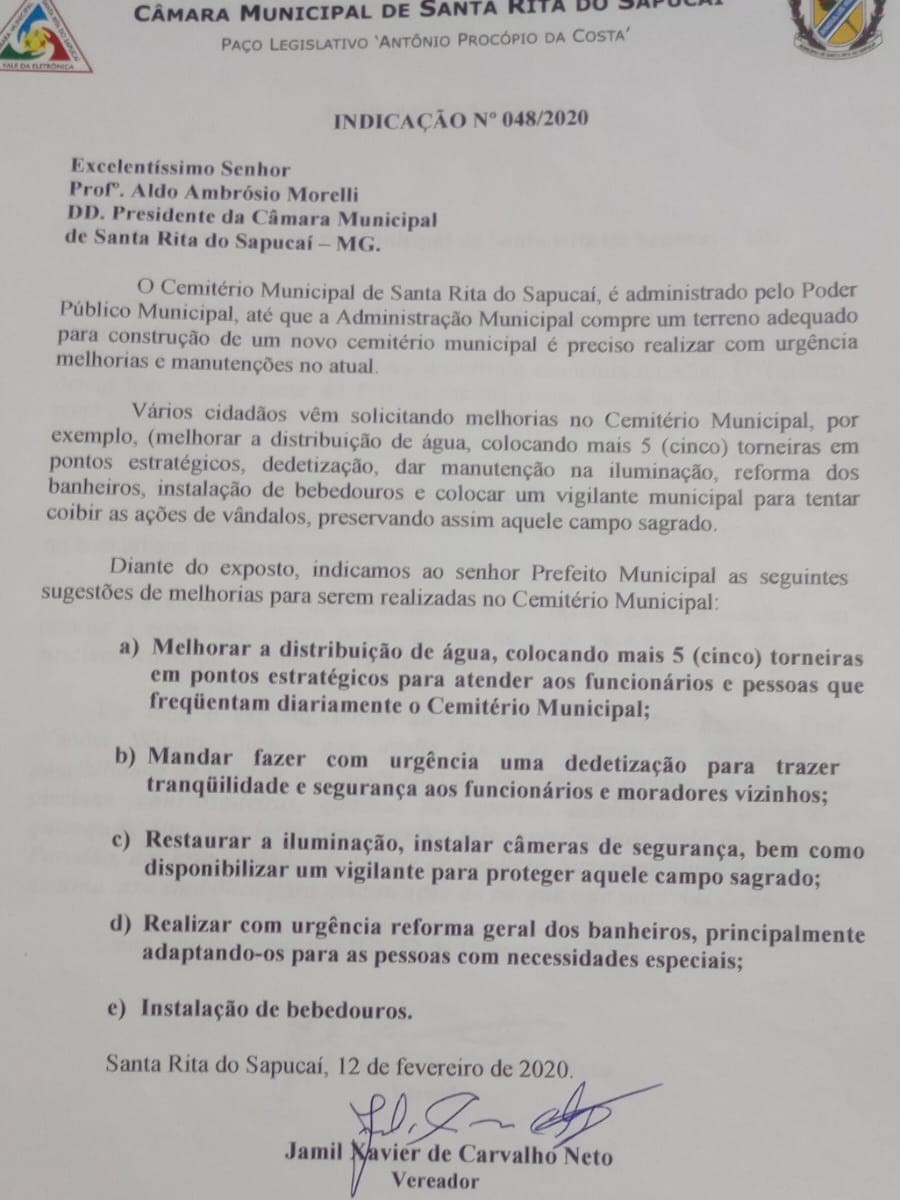 CÂMARA MUNICIPAL DE SANTA RITA DO SAPUCAÍ
PAÇO LEGISLATIVO 'ANTÔNIO PROCÓPIO DA COSTA'
VALE DA ELETRÔNICA
INDICAÇÃO Nº 048/2020
Excelentíssimo Senhor
Profº. Aldo Ambrósio Morelli
DD. Presidente da Câmara Municipal
de Santa Rita do Sapucaí – MG.
O Cemitério Municipal de Santa Rita do Sapucaí, é administrado pelo Poder
Público Municipal, até que a Administração Municipal compre um terreno adequado
para construção de um novo cemitério municipal é preciso realizar com urgência
melhorias e manutenções no atual.
Vários cidadãos vêm solicitando melhorias no Cemitério Municipal, por
exemplo, (melhorar a distribuição de água, colocando mais 5 (cinco) torneiras em
pontos estratégicos, dedetização, dar manutenção na iluminação, reforma dos
banheiros, instalação de bebedouros e colocar um vigilante municipal para tentar
coibir as ações de vândalos, preservando assim aquele campo sagrado.
Diante do exposto, indicamos ao senhor Prefeito Municipal as seguintes
sugestões de melhorias para serem realizadas no Cemitério Municipal:
a) Melhorar a distribuição de água, colocando mais 5 (cinco) torneiras
em pontos estratégicos para atender aos funcionários e pessoas que
freqüentam diariamente o Cemitério Municipal;
b) Mandar fazer com urgência uma dedetização para trazer
tranqüilidade e segurança aos funcionários e moradores vizinhos;
c) Restaurar a iluminação, instalar câmeras de segurança, bem como
disponibilizar um vigilante para proteger aquele campo sagrado;
d) Realizar com urgência reforma geral dos banheiros, principalmente
adaptando-os para as pessoas com necessidades especiais;
e) Instalação de bebedouros.
Santa Rita do Sapucaí, 12 de fevereiro de 2020.
Jamil Xavier de Carvalho Neto
Vereador